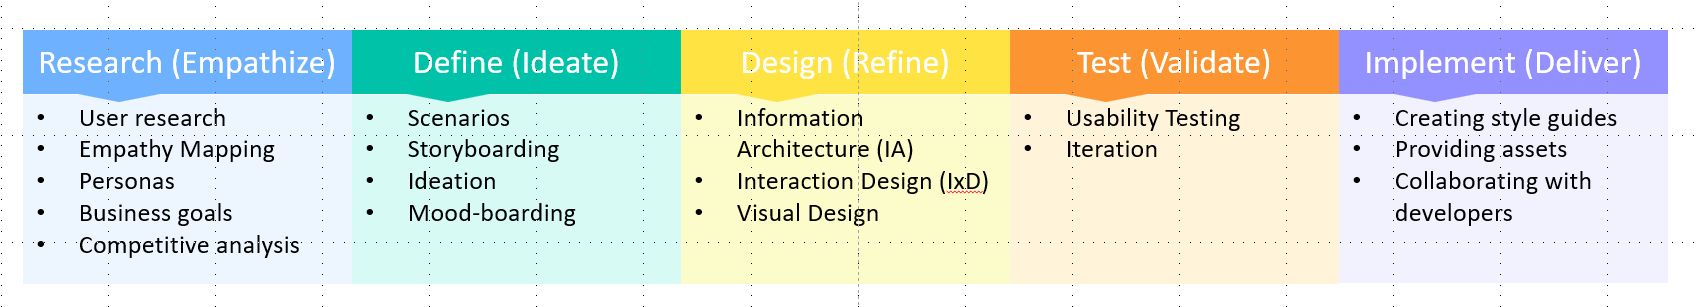 Research (Empathize)
• User research
• Empathy Mapping
• Personas
• Business goals
• Competitive analysis
Define (Ideate)
• Scenarios
• Storyboarding
• Ideation
• Mood-boarding
Design (Refine)
• Information
Architecture (IA)
• Interaction Design (IxD)
• Visual Design
Test (Validate)
• Usability Testing
• Iteration
Implement (Deliver)
• Creating style guides
• Providing assets
• Collaborating with
developers